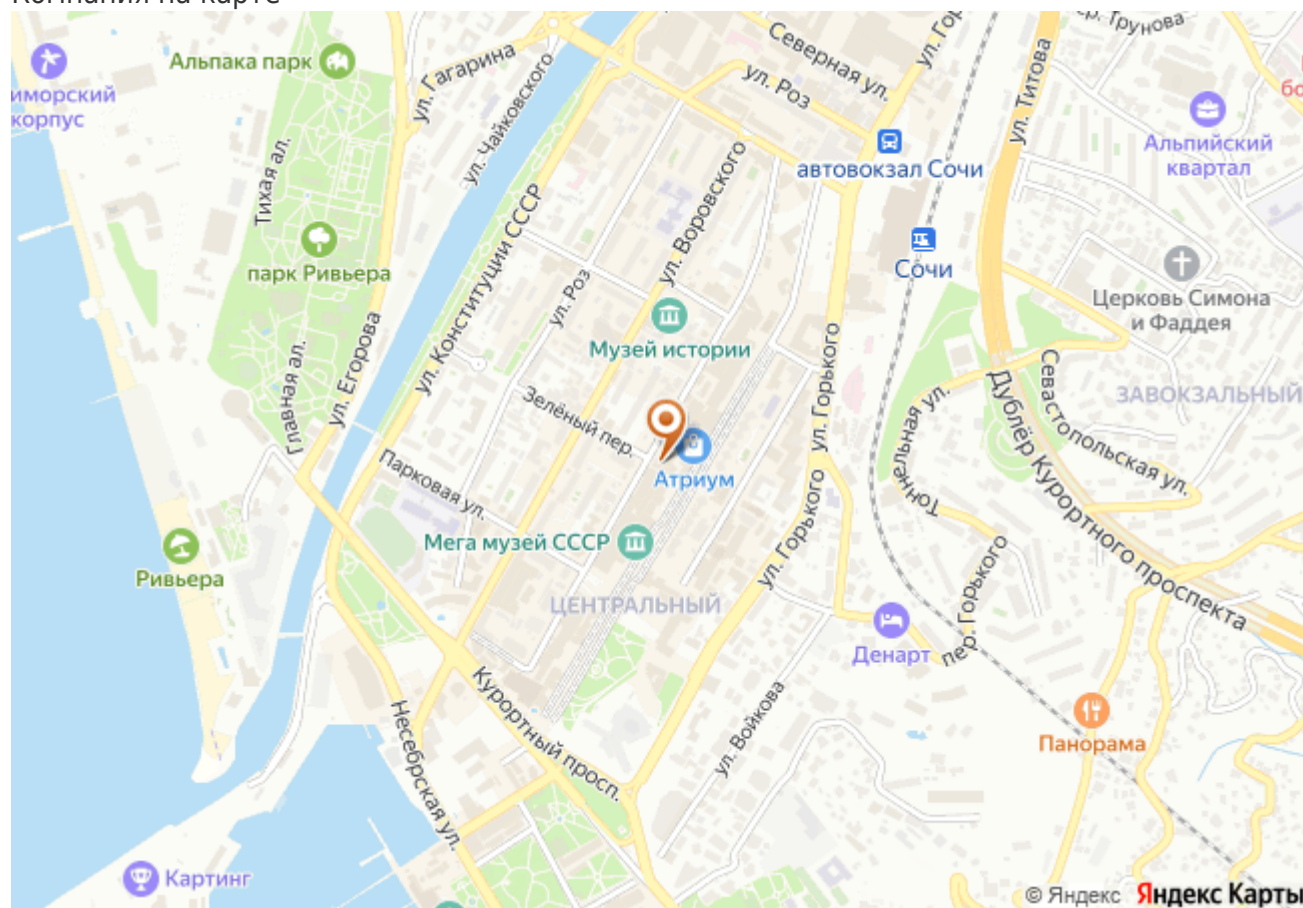 Компания на карте
Альпака парк
иморский
корпус
ул. Гагарина
ул. Чайковского
Северная ул.
ул. Роз
ул. Гор
пер. Трунова
ул. Титова
бо
Альпийский
квартал
автовокзал Сочи
Сочи
Тихая ал.
парк Ривьера
ул. Конституции СССР
ул. Воровского
ул. Роз
Музей истории
Церковь Симона
и Фаддея
ЗАВОКЗАЛЬНЫЙ
Главная ал.
ул. Егорова
Зелёный пер.
Парковая ул.
Атриум
ул. Горького
ул. Горького
Тоннельная ул.
Севастопольская ул.
Дублёр Курортного проспекта
Мега музей СССР
Ривьера
ЦЕНТРАЛЬНЫЙ
Денарт
пер. Горького
ул. Войкова
Панорама
Курортный просп.
Несебрская ул.
Картинг
© Яндекс Яндекс Карты